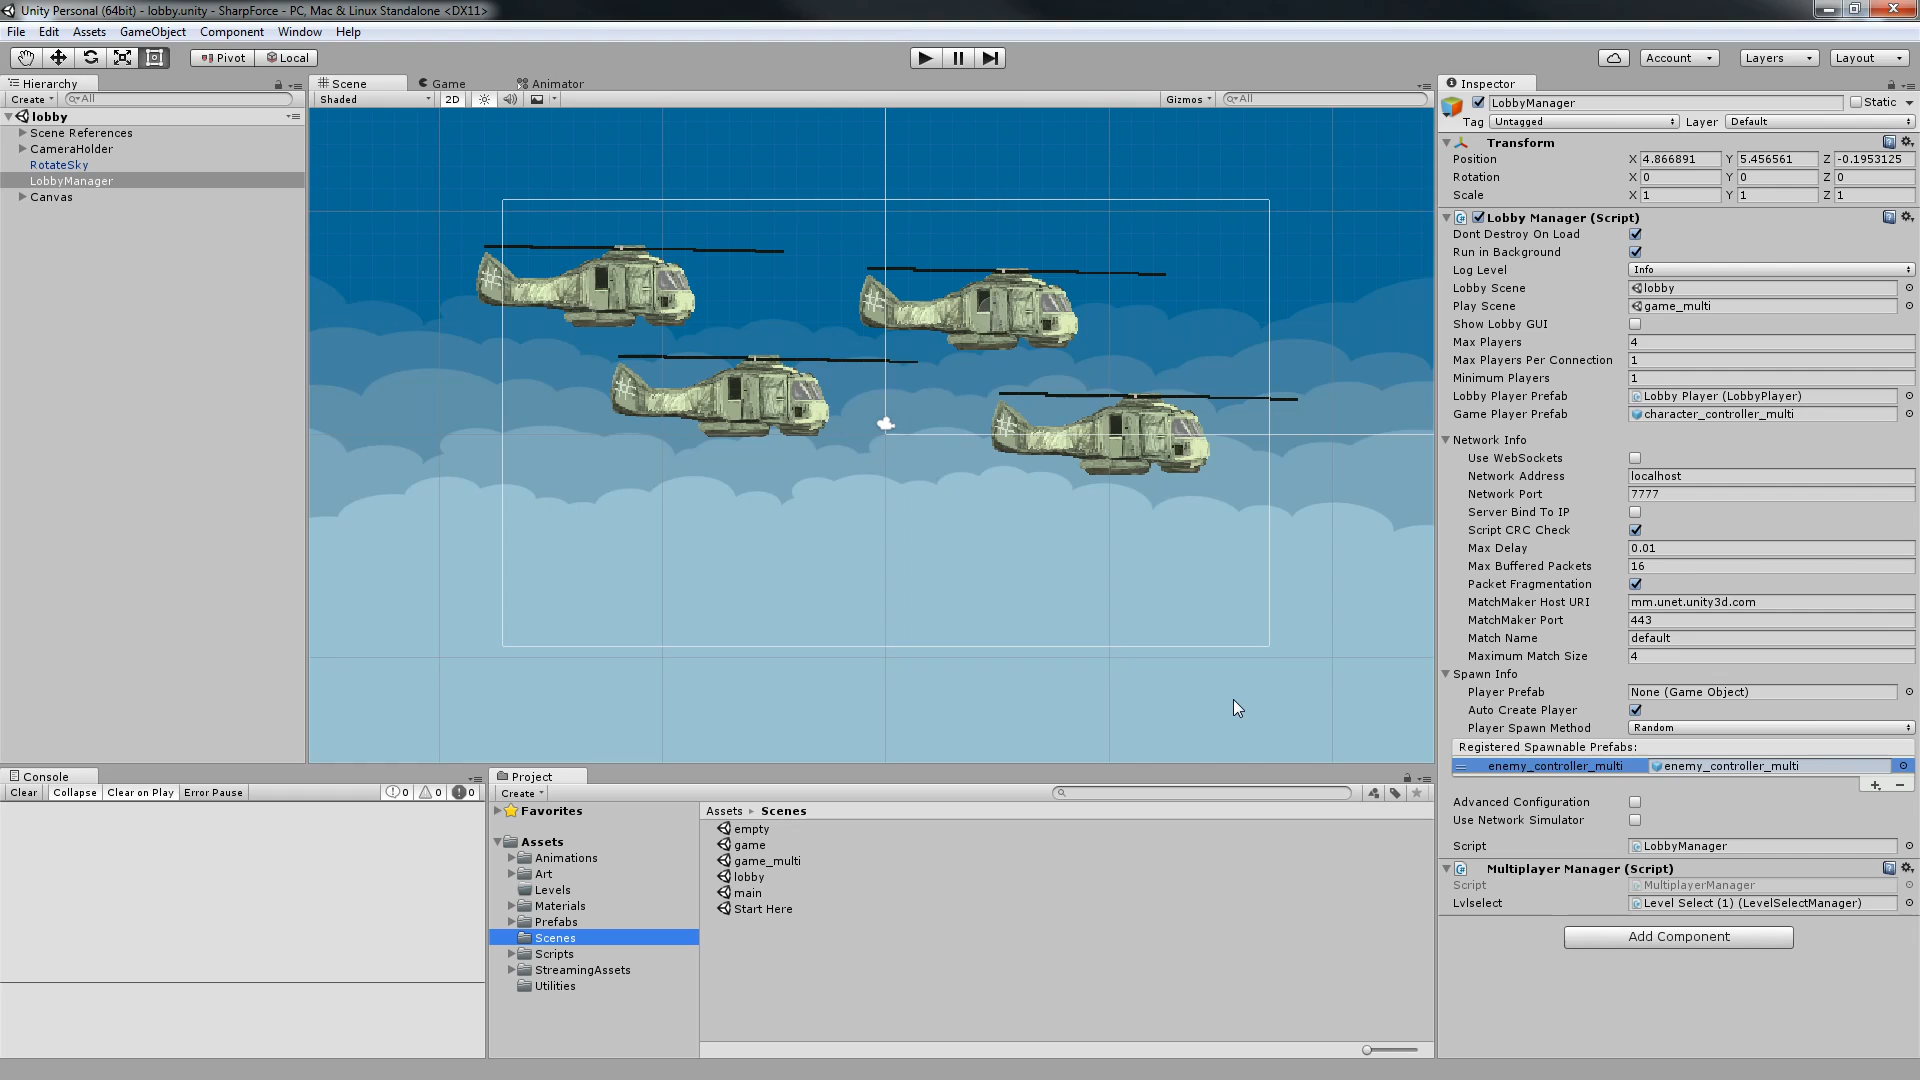 Unity Personal (64bit) - lobby.unity - SharpForce - PC, Mac & Linux Standalone <DX11>
File Edit Assets GameObject Component Window Help
Pivot Local Account Layers Layout
Hierarchy
Create All
lobby
Scene References
CameraHolder
RotateSky
LobbyManager
Canvas
Scene Game Animator
Shaded 2D Gizmos All
Inspector
LobbyManager Static
Tag Untagged Layer Default
Transform
Position X 4.866891 Y 5.456561 Z -0.1953125
Rotation X 0 Y 0 Z 0
Scale X 1 Y 1 Z 1
Lobby Manager (Script)
Dont Destroy On Load
Run in Background
Log Level Info
Lobby Scene lobby
Play Scene game_multi
Show Lobby GUI
Max Players 4
Max Players Per Connection 1
Minimum Players 1
Lobby Player Prefab Lobby Player (LobbyPlayer)
Game Player Prefab character_controller_multi
Network Info
Use WebSockets
Network Address localhost
Network Port 7777
Server Bind To IP
Script CRC Check
Max Delay 0.01
Max Buffered Packets 16
Packet Fragmentation
MatchMaker Host URI mm.unet.unity3d.com
MatchMaker Port 443
Match Name default
Maximum Match Size 4
Spawn Info
Player Prefab None (Game Object)
Auto Create Player
Player Spawn Method Random
Registered Spawnable Prefabs:
enemy_controller_multi enemy_controller_multi
Advanced Configuration
Use Network Simulator
Script LobbyManager
Multiplayer Manager (Script)
Script MultiplayerManager
Lvlselect Level Select (1) (LevelSelectManager)
Add Component
Console
Clear Collapse Clear on Play Error Pause 0 0 0
Project
Create
Favorites
Assets
Animations
Art
Levels
Materials
Prefabs
Scenes
Scripts
StreamingAssets
Utilities
Assets Scenes
empty
game
game_multi
lobby
main
Start Here